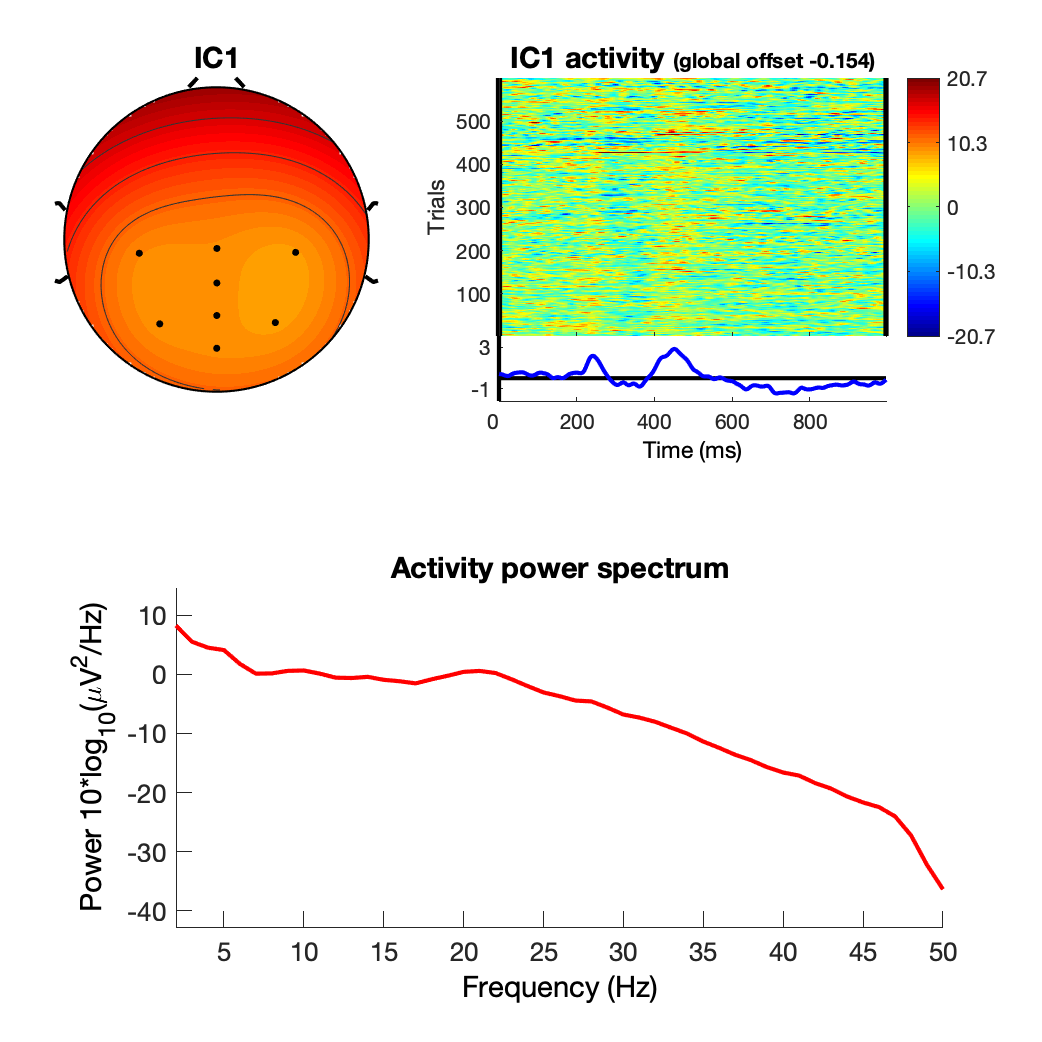 IC1
IC1 activity (global offset -0.154)
Trials
500
400
300
200
100
20.7
10.3
0
-10.3
-20.7
3
-1
0 200 400 600 800
Time (ms)
Activity power spectrum
Power 10*log10(μV2/Hz)
10
0
-10
-20
-30
-40
5 10 15 20 25 30 35 40 45 50
Frequency (Hz)